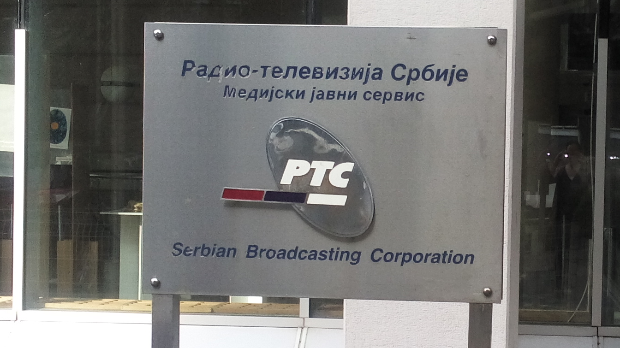 Радио-телевизија Србије
Медијски јавни сервис
РТС
Serbian Broadcasting Corporation